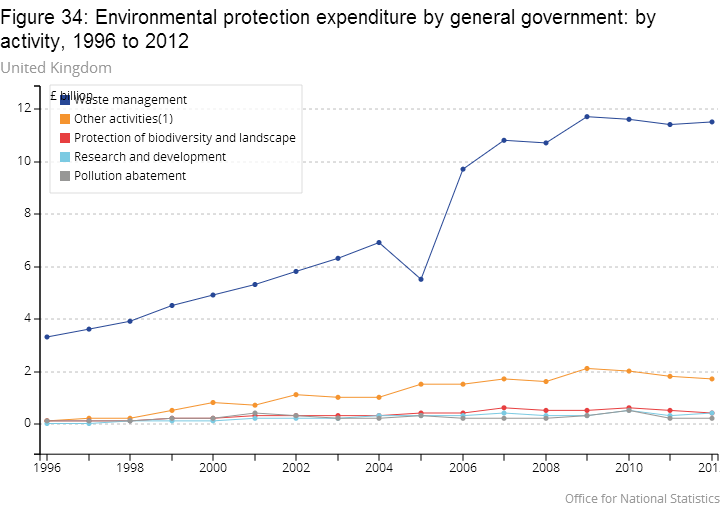 Figure 34: Environmental protection expenditure by general government: by
activity, 1996 to 2012
United Kingdom
£ billion
Waste management
Other activities(1)
Protection of biodiversity and landscape
Research and development
Pollution abatement
12
10
8
6
4
2
0
1996 1998 2000 2002 2004 2006 2008 2010 201
Office for National Statistics